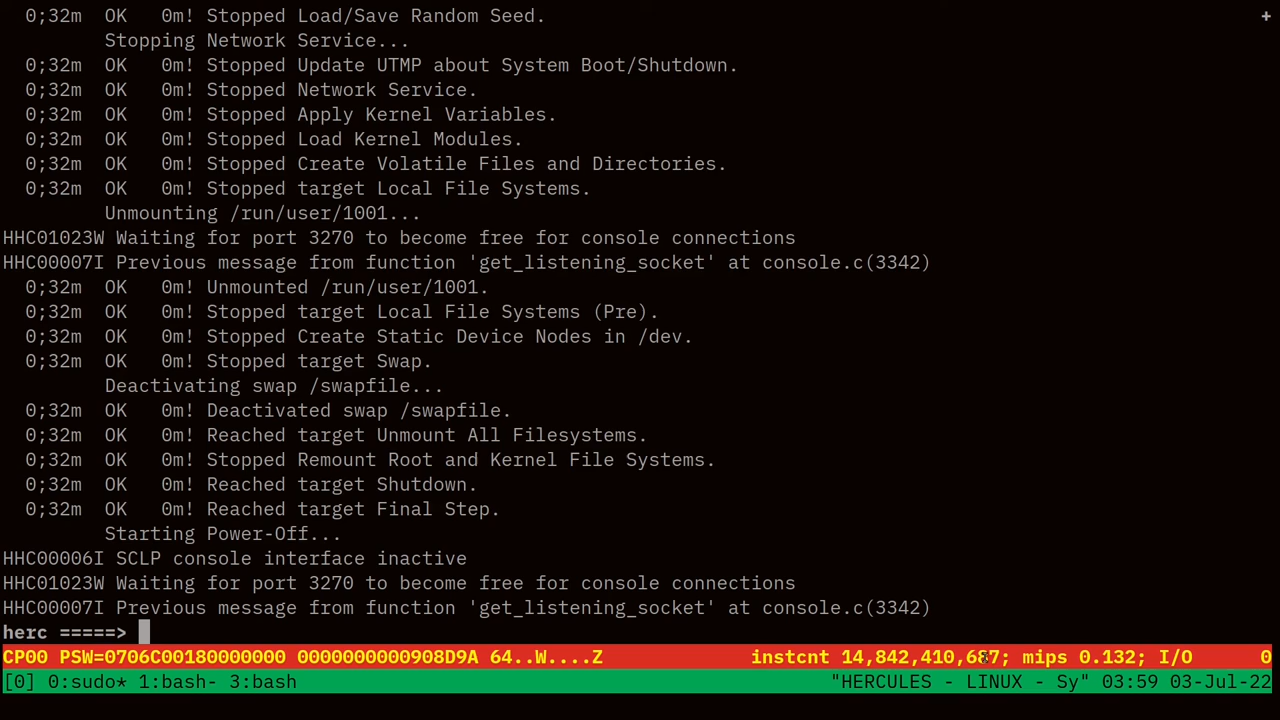 0;32m OK 0m! Stopped Load/Save Random Seed. +
Stopping Network Service...
0;32m OK 0m! Stopped Update UTMP about System Boot/Shutdown.
0;32m OK 0m! Stopped Network Service.
0;32m OK 0m! Stopped Apply Kernel Variables.
0;32m OK 0m! Stopped Load Kernel Modules.
0;32m OK 0m! Stopped Create Volatile Files and Directories.
0;32m OK 0m! Stopped target Local File Systems.
Unmounting /run/user/1001...
HHC01023W Waiting for port 3270 to become free for console connections
HHC00007I Previous message from function 'get_listening_socket' at console.c(3342)
0;32m OK 0m! Unmounted /run/user/1001.
0;32m OK 0m! Stopped target Local File Systems (Pre).
0;32m OK 0m! Stopped Create Static Device Nodes in /dev.
0;32m OK 0m! Stopped target Swap.
Deactivating swap /swapfile...
0;32m OK 0m! Deactivated swap /swapfile.
0;32m OK 0m! Reached target Unmount All Filesystems.
0;32m OK 0m! Stopped Remount Root and Kernel File Systems.
0;32m OK 0m! Reached target Shutdown.
0;32m OK 0m! Reached target Final Step.
Starting Power-Off...
HHC00006I SCLP console interface inactive
HHC01023W Waiting for port 3270 to become free for console connections
HHC00007I Previous message from function 'get_listening_socket' at console.c(3342)
herc =====>
CP00 PSW=0706C00180000000 0000000000908D9A 64..W....Z instcnt 14,842,410,687; mips 0.132; I/O 0
[0] 0:sudo* 1:bash- 3:bash "HERCULES - LINUX - Sy" 03:59 03-Jul-22